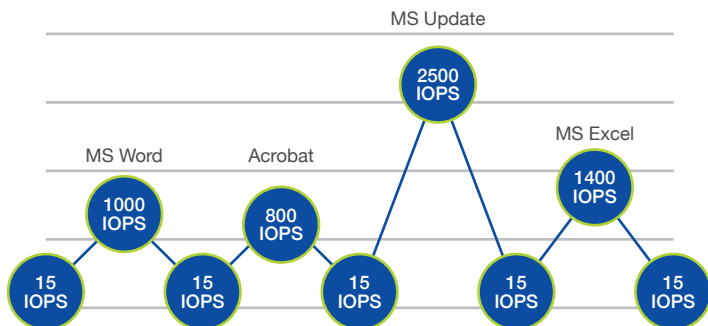 MS Update
2500
IOPS
MS Excel
MS Word
Acrobat
1400
IOPS
1000
IOPS
800
IOPS
15
IOPS
15
IOPS
15
IOPS
15
IOPS
15
IOPS